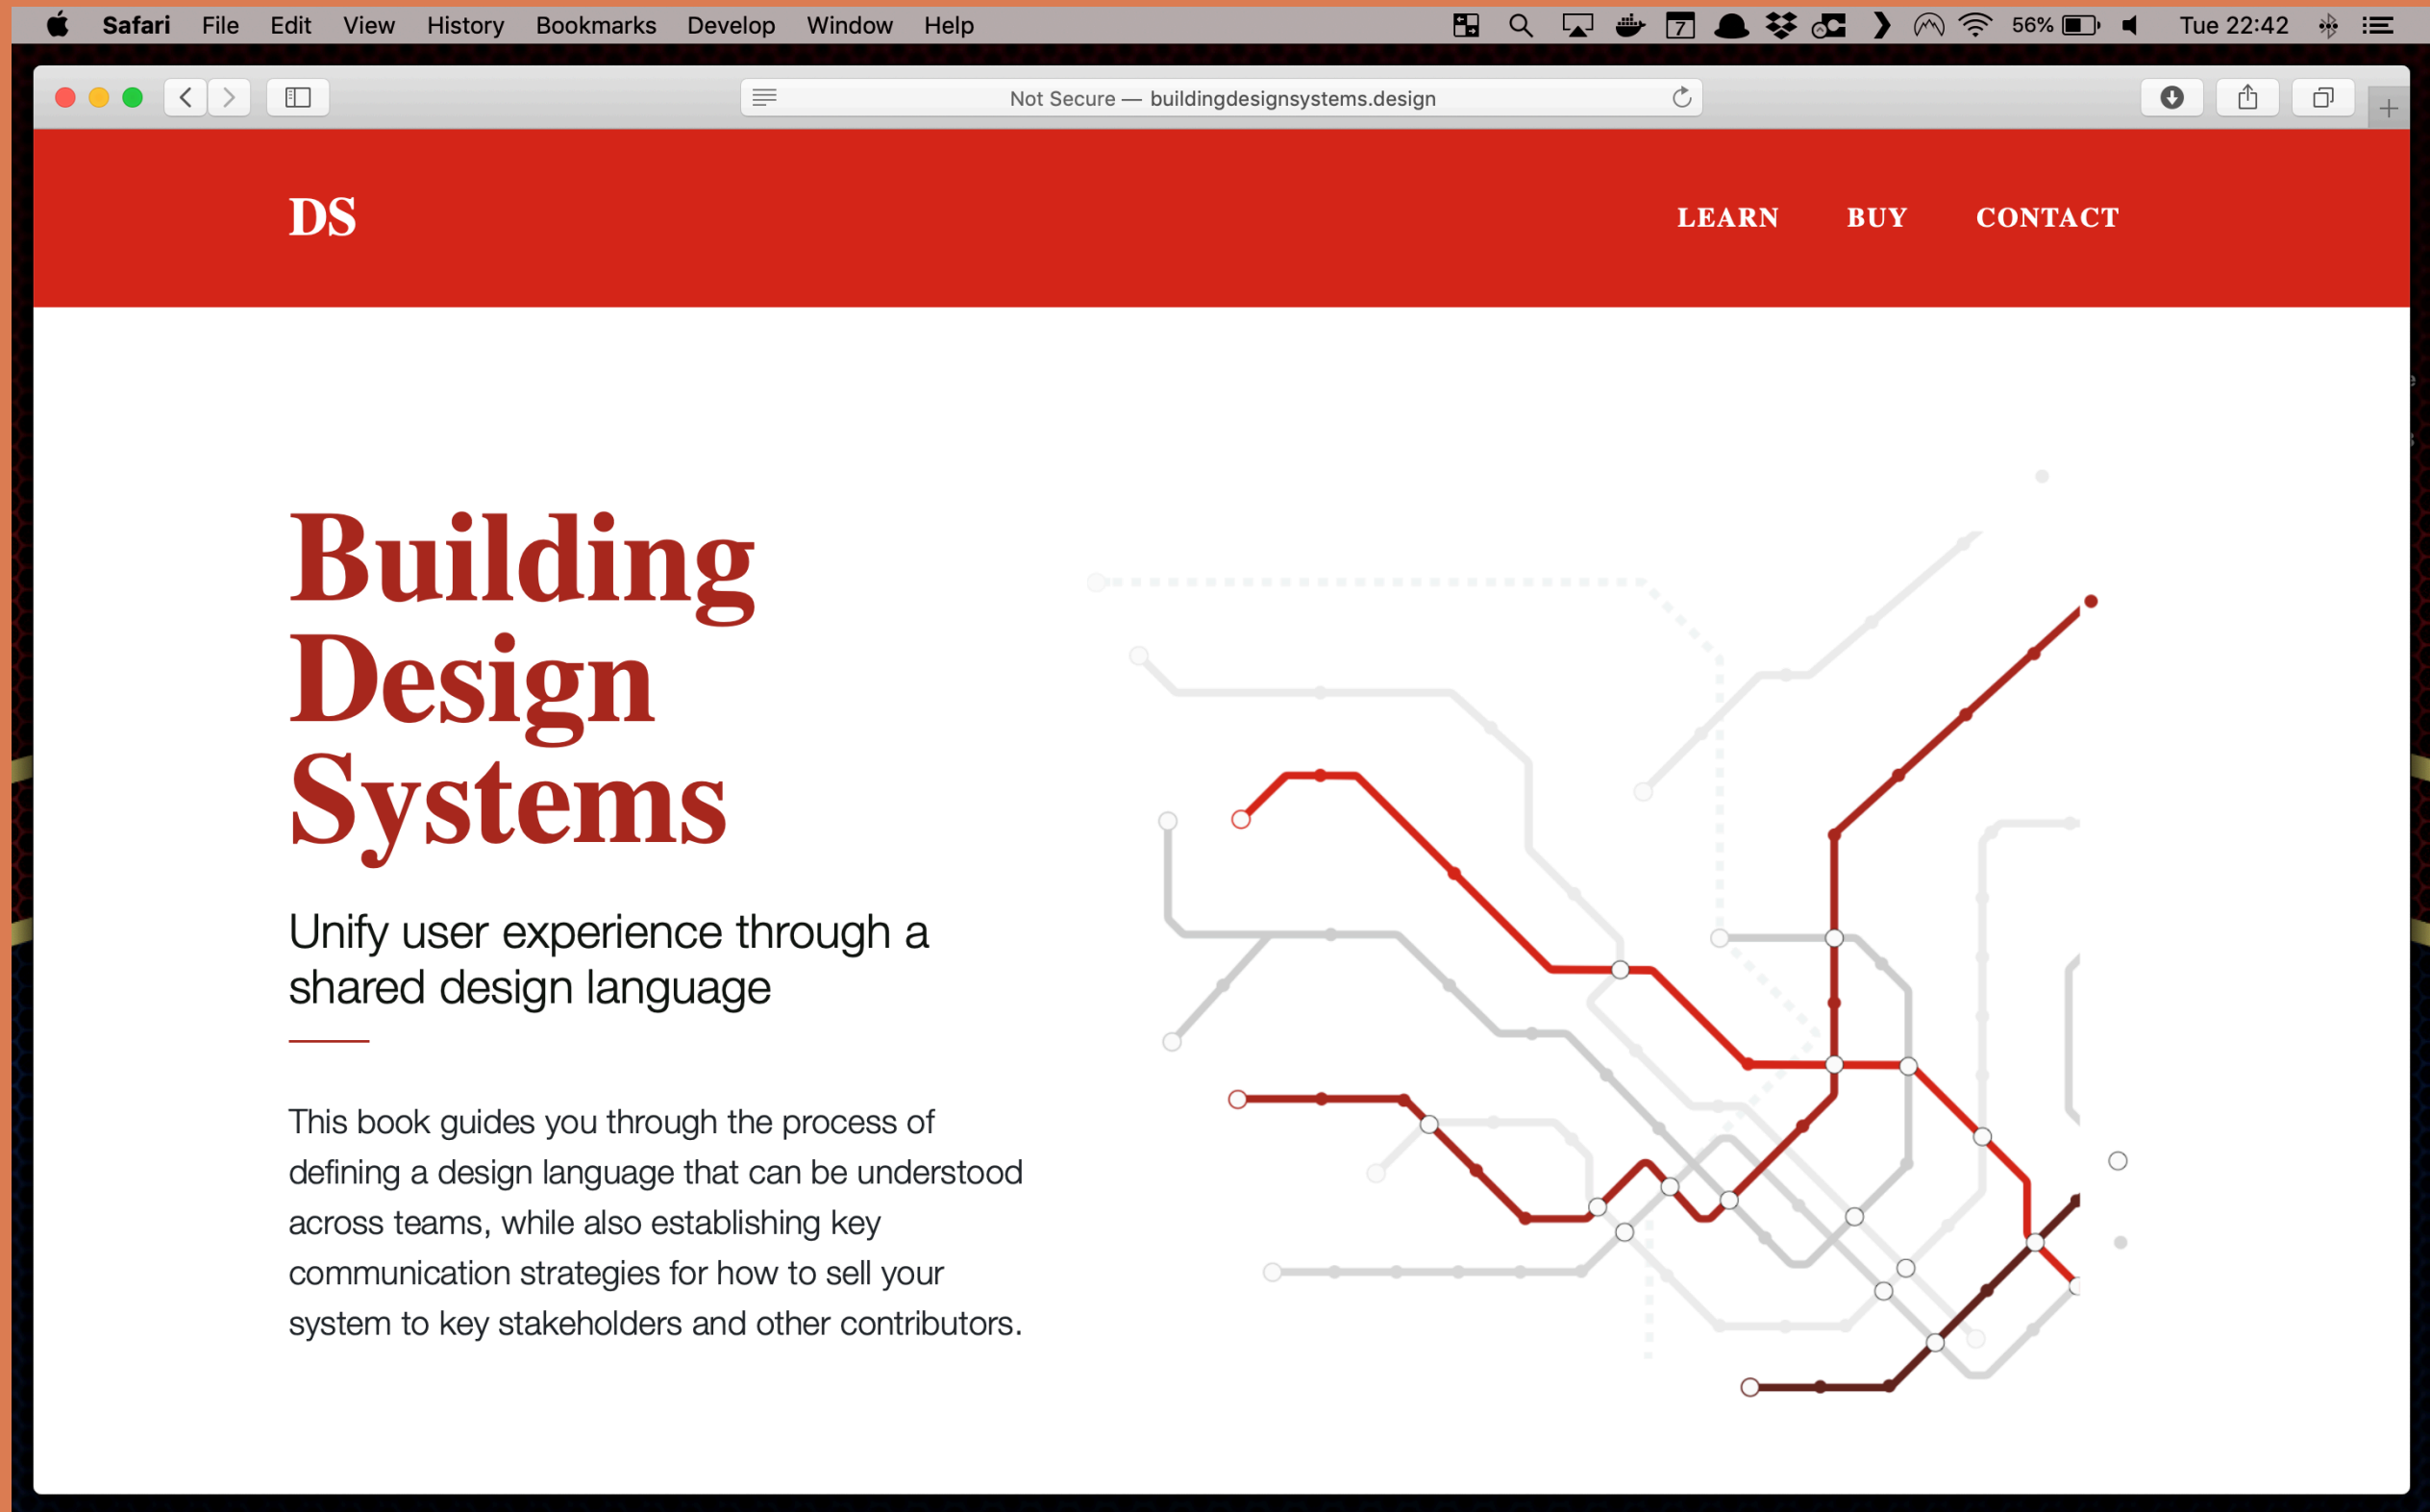 Safari File Edit View History Bookmarks Develop Window Help 7 56% Tue 22:42
Not Secure — buildingdesignsystems.design
DS LEARN BUY CONTACT
Building
Design
Systems
Unify user experience through a
shared design language
This book guides you through the process of
defining a design language that can be understood
across teams, while also establishing key
communication strategies for how to sell your
system to key stakeholders and other contributors.